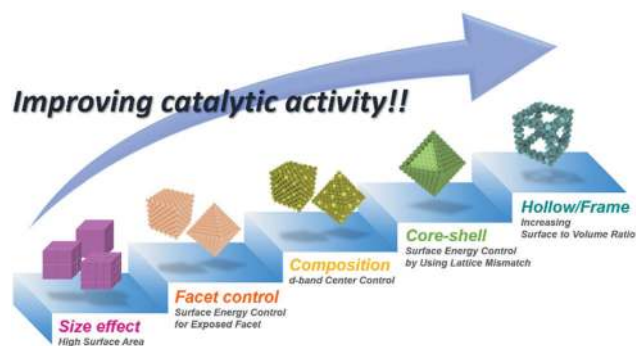 Improving catalytic activity!!
Hollow/Frame
Increasing
Surface to Volume Ratio
Core-shell
Surface Energy Control
by Using Lattice Mismatch
Composition
d-band Center Control
Facet control
Surface Energy Control
for Exposed Facet
Size effect
High Surface Area